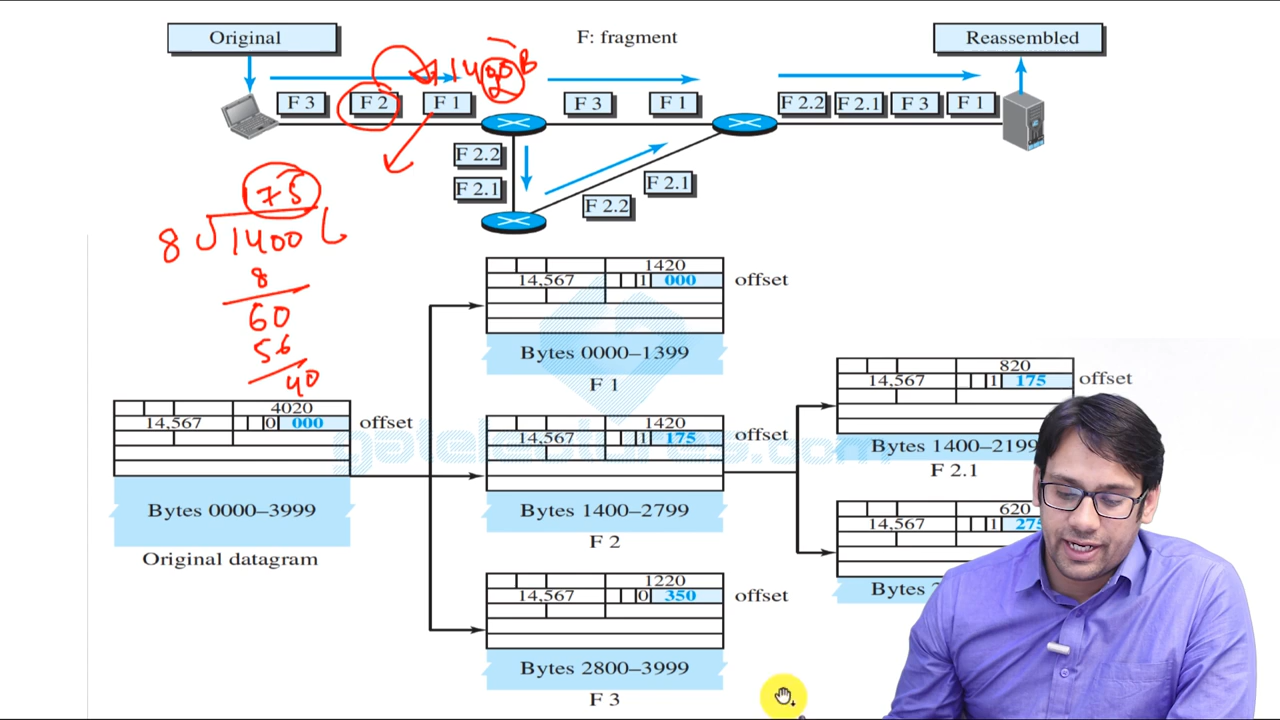 Original
F: fragment
Reassembled
1400 B
F 3
F 2
F 1
F 3
F 1
F 2.2
F 2.1
F 3
F 1
F 2.2
F 2.1
F 2.1
F 2.2
175
8 1400
8
60
56
40
1420
14,567 1 000
offset
Bytes 0000–1399
F 1
4020
14,567 0 000
offset
Bytes 0000–3999
Original datagram
1420
14,567 1 175
offset
Bytes 1400–2799
F 2
1220
14,567 0 350
offset
Bytes 2800–3999
F 3
820
14,567 1 175
offset
Bytes 1400–2199
F 2.1
620
14,567 1 275
Bytes
gatelectures.com